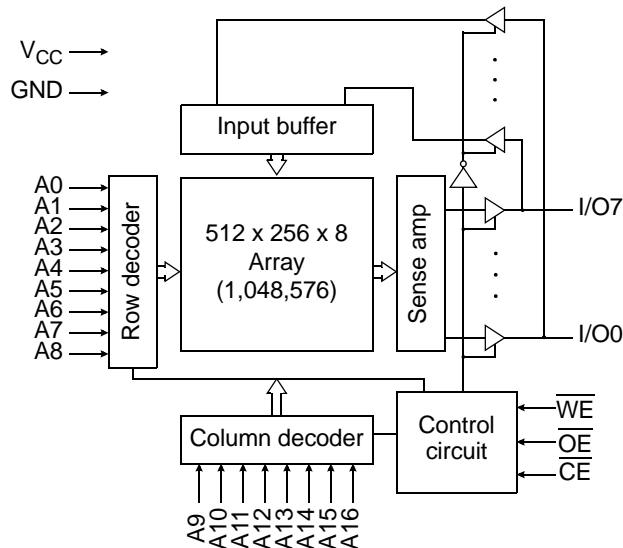 VCC
GND
Input buffer
A0
A1
A2
A3
A4
A5
A6
A7
A8
Row decoder
512 x 256 x 8
Array
(1,048,576)
Sense amp
I/O7
I/O0
Column decoder
Control
circuit
WE
OE
CE
A9
A10
A11
A12
A13
A14
A15
A16